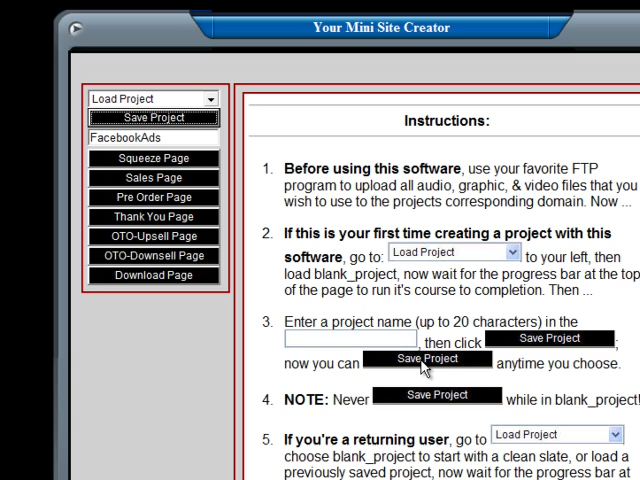 Your Mini Site Creator
Load Project
Save Project
FacebookAds
Squeeze Page
Sales Page
Pre Order Page
Thank You Page
OTO-Upsell Page
OTO-Downsell Page
Download Page
Instructions:
1. Before using this software, use your favorite FTP
program to upload all audio, graphic, & video files that you
wish to use to the projects corresponding domain. Now ...
2. If this is your first time creating a project with this
software, go to: Load Project to your left, then
load blank_project, now wait for the progress bar at the top
of the page to run it's course to completion. Then ...
3. Enter a project name (up to 20 characters) in the
, then click Save Project ;
now you can Save Project anytime you choose.
4. NOTE: Never Save Project while in blank_project!
5. If you're a returning user, go to Load Project
choose blank_project to start with a clean slate, or load a
previously saved project, now wait for the progress bar at